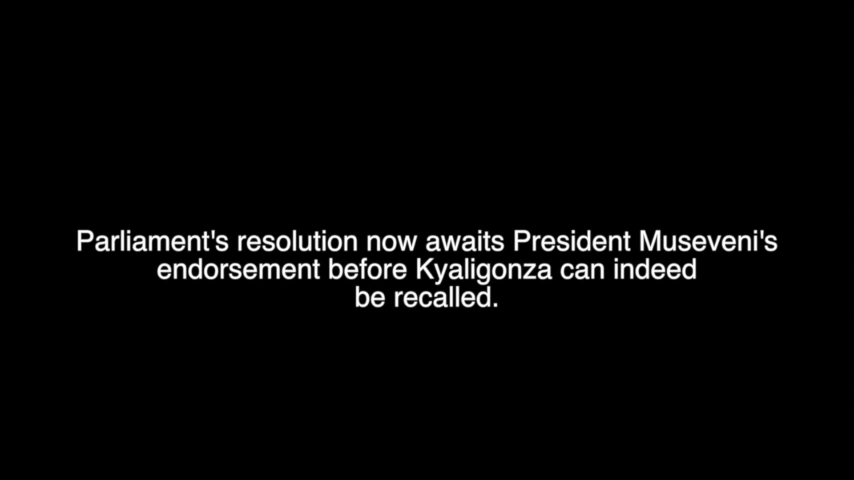 Parliament's resolution now awaits President Museveni's
endorsement before Kyaligonza can indeed
be recalled.